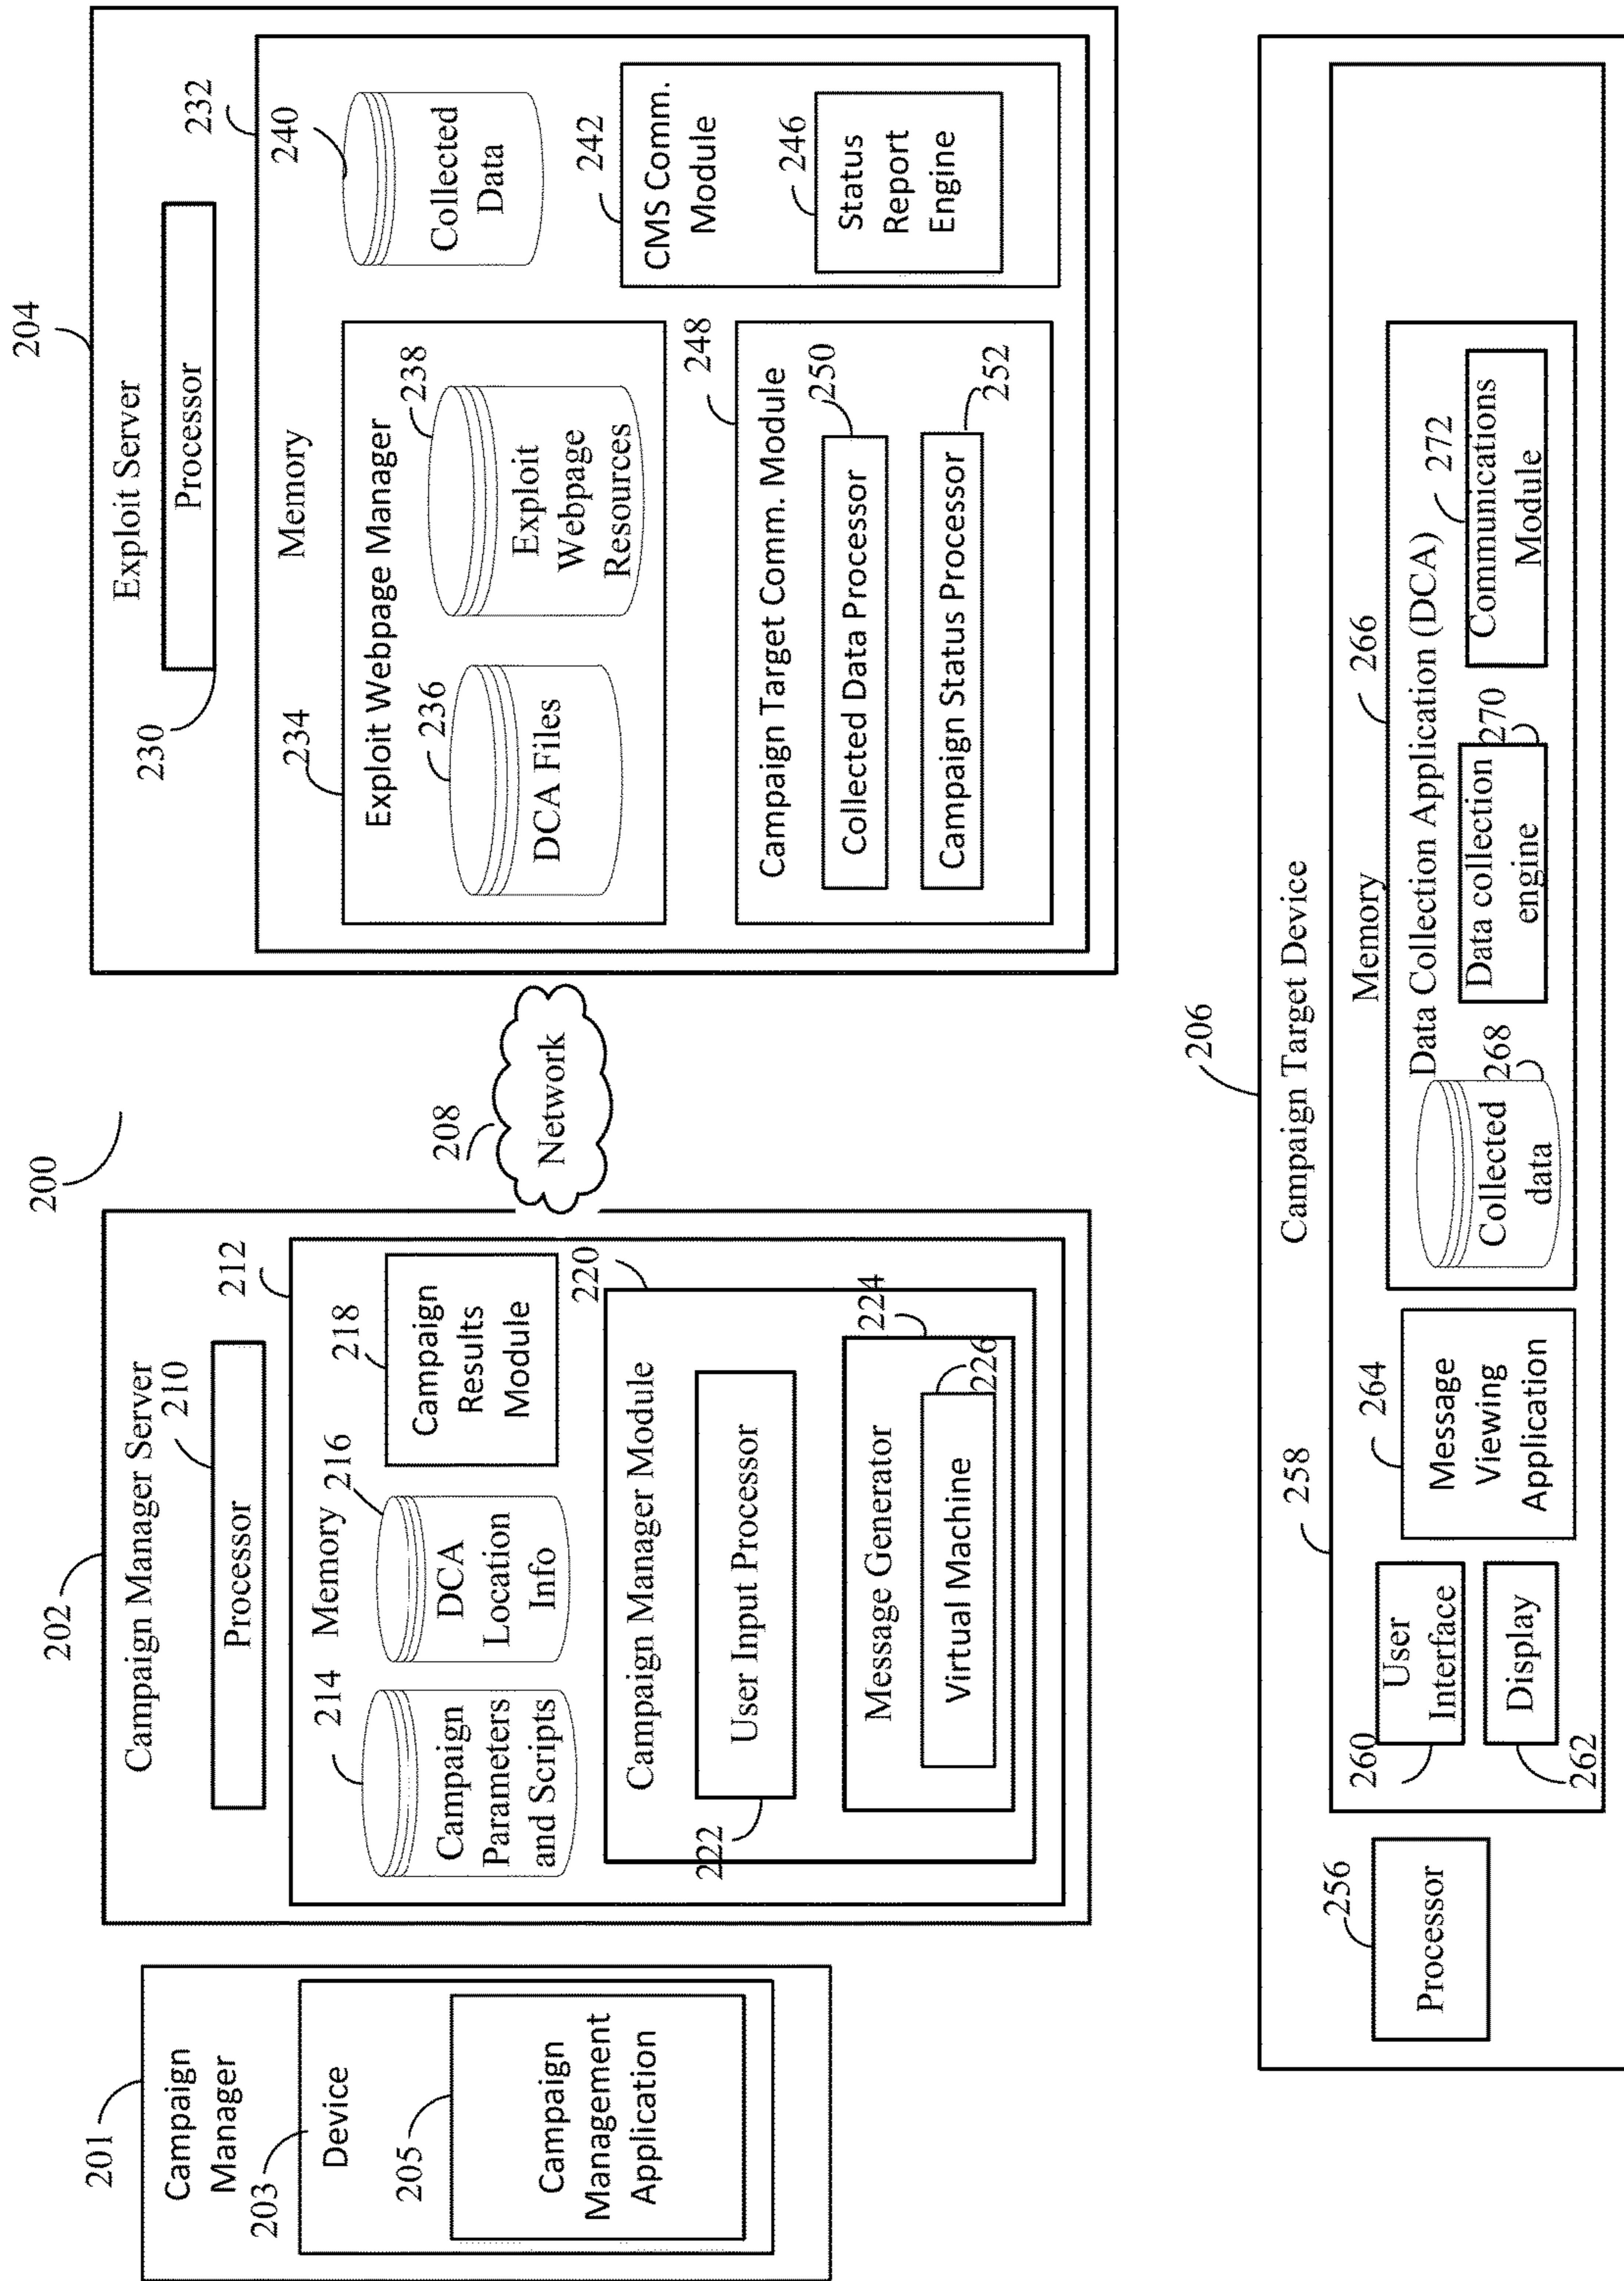 200
201
Campaign
Manager
203
Device
205
Campaign
Management
Application
202
Campaign Manager Server
210
Processor
212
Memory
214
Campaign
Parameters
and Scripts
216
DCA
Location
Info
218
Campaign
Results
Module
220
Campaign Manager Module
222
User Input Processor
224
Message Generator
226
Virtual Machine
208
Network
204
Exploit Server
230
Processor
232
Memory
234
Exploit Webpage Manager
236
DCA Files
238
Exploit
Webpage
Resources
240
Collected
Data
242
CMS Comm.
Module
246
Status
Report
Engine
248
Campaign Target Comm. Module
250
Collected Data Processor
252
Campaign Status Processor
206
Campaign Target Device
256
Processor
258
Memory
260
User
Interface
262
Display
264
Message
Viewing
Application
266
Data Collection Application (DCA)
268
Collected
data
270
Data collection
engine
272
Communications
Module